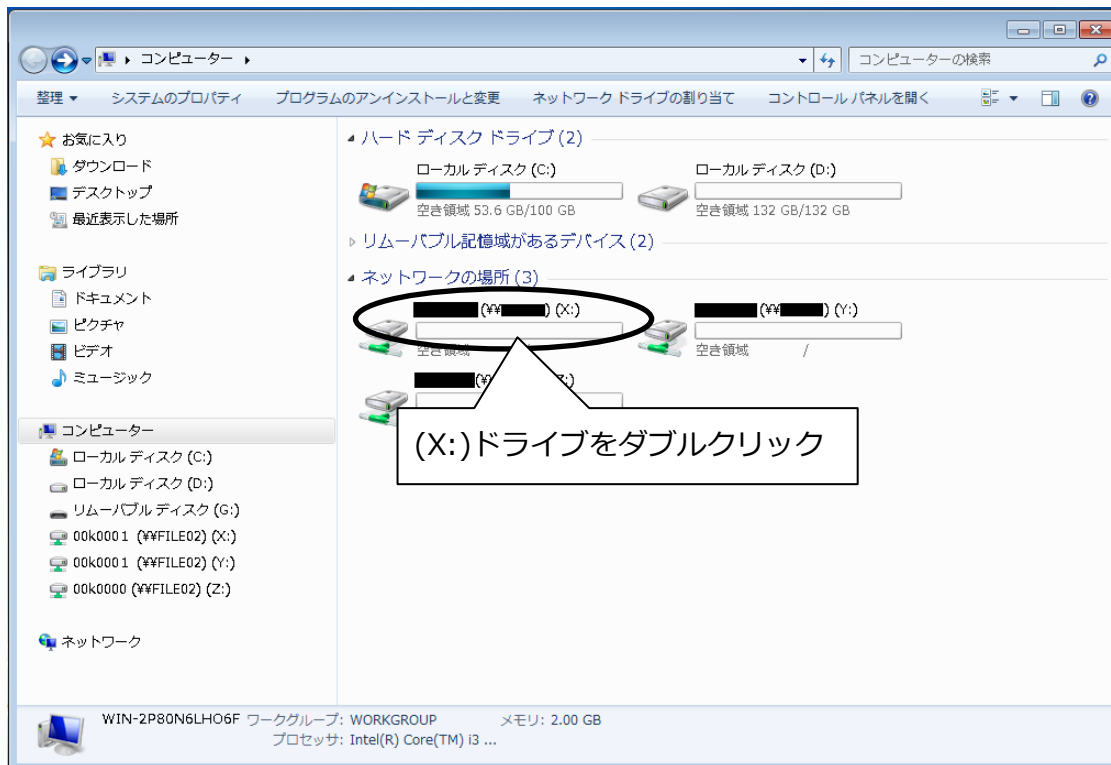 コンピューター
コンピューターの検索
整理 システムのプロパティ プログラムのアンインストールと変更 ネットワーク ドライブの割り当て コントロール パネルを開く
お気に入り
ダウンロード
デスクトップ
最近表示した場所
ライブラリ
ドキュメント
ピクチャ
ビデオ
ミュージック
コンピューター
ローカル ディスク (C:)
ローカル ディスク (D:)
リムーバブル ディスク (G:)
00k0001 (¥¥FILE02) (X:)
00k0001 (¥¥FILE02) (Y:)
00k0000 (¥¥FILE02) (Z:)
ネットワーク
ハード ディスク ドライブ (2)
ローカル ディスク (C:)
空き領域 53.6 GB/100 GB
ローカル ディスク (D:)
空き領域 132 GB/132 GB
リムーバブル記憶域があるデバイス (2)
ネットワークの場所 (3)
(¥¥ ) (X:)
空き領域
(¥¥ ) (Y:)
空き領域 /
(X:)ドライブをダブルクリック
WIN-2P80N6LHO6F ワークグループ: WORKGROUP メモリ: 2.00 GB
プロセッサ: Intel(R) Core(TM) i3 ...